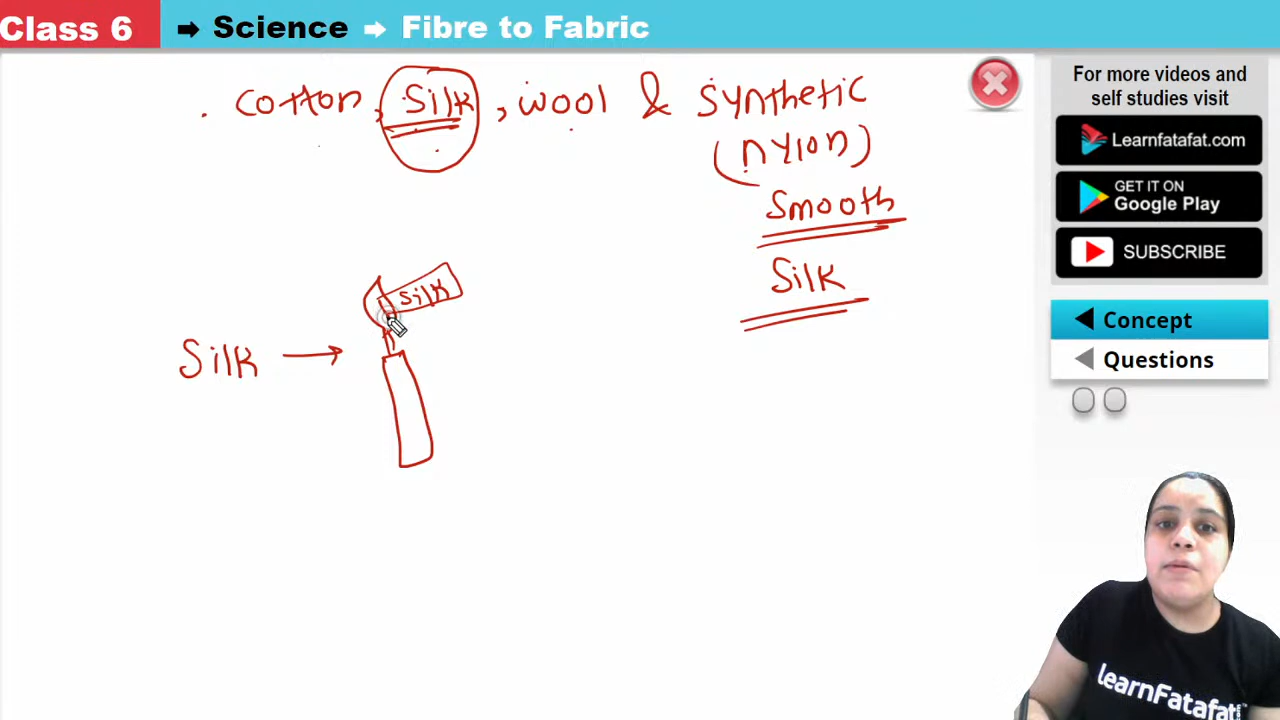 Class 6 ➡ Science ➡ Fibre to Fabric
. Cotton, Silk, wool & Synthetic
(nylon)
Smooth
Silk
silk
Silk →
For more videos and
self studies visit
Learnfatafat.com
GET IT ON
Google Play
SUBSCRIBE
Concept
Questions
LearnFatafat